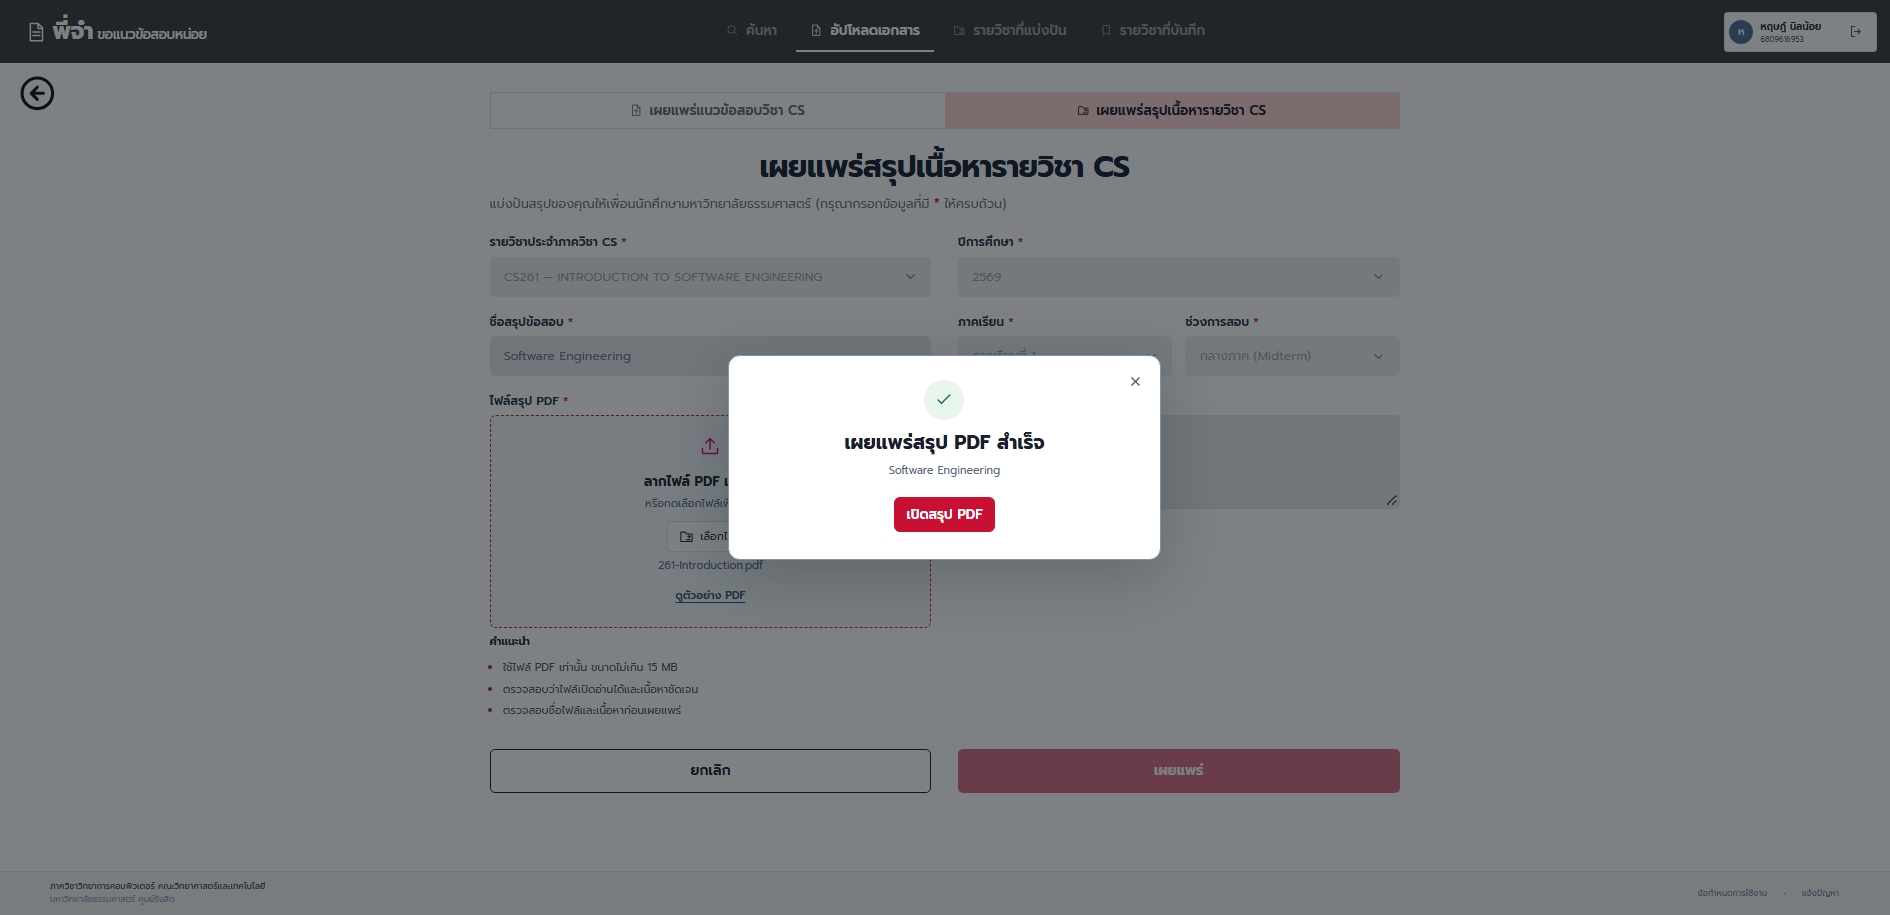 พี่จ๋า ขอแนวข้อสอบหน่อย
ค้นหา
อัปโหลดเอกสาร
รายวิชาที่แบ่งปัน
รายวิชาที่บันทึก
ห
หฤษฎ์ นิลน้อย
6809616953
เผยแพร่แนวข้อสอบวิชา CS
เผยแพร่สรุปเนื้อหารายวิชา CS
เผยแพร่สรุปเนื้อหารายวิชา CS
แบ่งปันสรุปของคุณให้เพื่อนนักศึกษามหาวิทยาลัยธรรมศาสตร์ (กรุณากรอกข้อมูลที่มี * ให้ครบถ้วน)
รายวิชาประจำภาควิชา CS *
ปีการศึกษา *
CS261 — INTRODUCTION TO SOFTWARE ENGINEERING
2569
ชื่อสรุปข้อสอบ *
ภาคเรียน *
ช่วงการสอบ *
Software Engineering
กลางภาค (Midterm)
ไฟล์สรุป PDF *
เผยแพร่สรุป PDF สำเร็จ
Software Engineering
เปิดสรุป PDF
ลากไฟล์ PDF
หรือกดเลือกไฟล์
261-Introduction.pdf
ดูตัวอย่าง PDF
คำแนะนำ
• ใช้ไฟล์ PDF เท่านั้น ขนาดไม่เกิน 15 MB
• ตรวจสอบว่าไฟล์เปิดอ่านได้และเนื้อหาชัดเจน
• ตรวจสอบชื่อไฟล์และเนื้อหาก่อนเผยแพร่
ยกเลิก
เผยแพร่
ภาควิชาวิทยาการคอมพิวเตอร์ คณะวิทยาศาสตร์และเทคโนโลยี
มหาวิทยาลัยธรรมศาสตร์ ศูนย์รังสิต
ข้อกำหนดการใช้งาน · แจ้งปัญหา